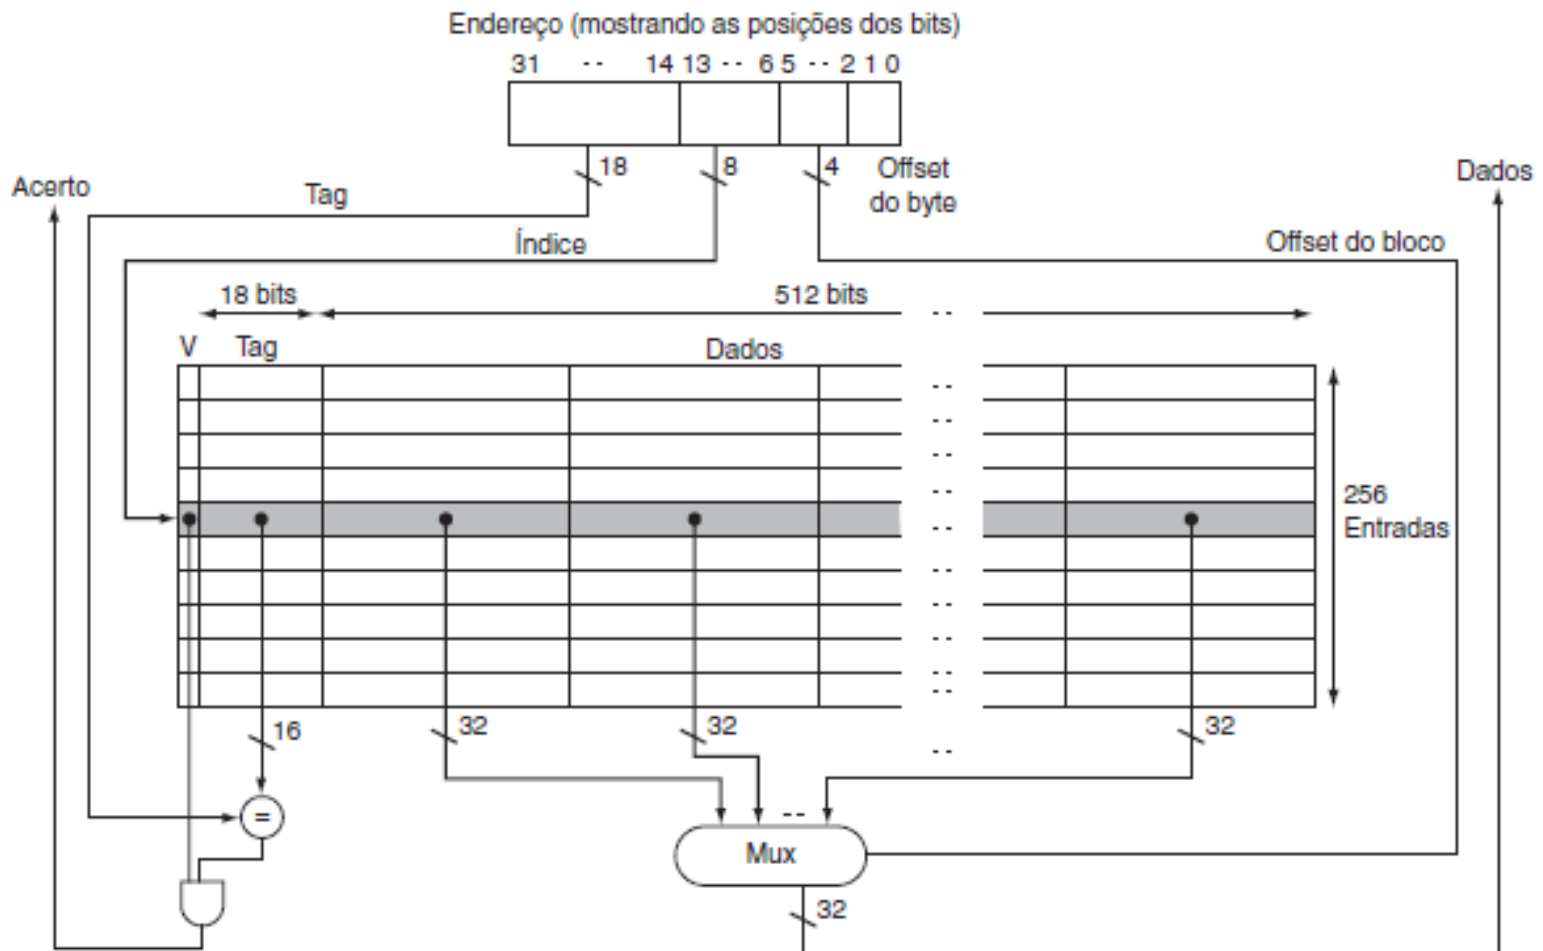 Endereço (mostrando as posições dos bits)
31 -- 14 13 -- 6 5 -- 2 1 0
18
8
4
Offset
do byte
Acerto
Tag
Dados
Índice
Offset do bloco
18 bits
512 bits
V
Tag
Dados
256
Entradas
16
32
32
32
=
Mux
32